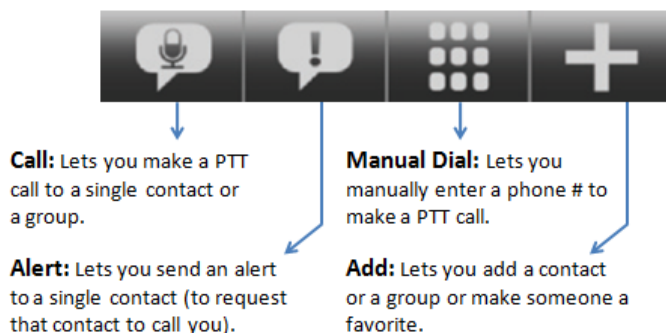 Call: Lets you make a PTT
call to a single contact or
a group.
Manual Dial: Lets you
manually enter a phone # to
make a PTT call.
Alert: Lets you send an alert
to a single contact (to request
that contact to call you).
Add: Lets you add a contact
or a group or make someone a
favorite.